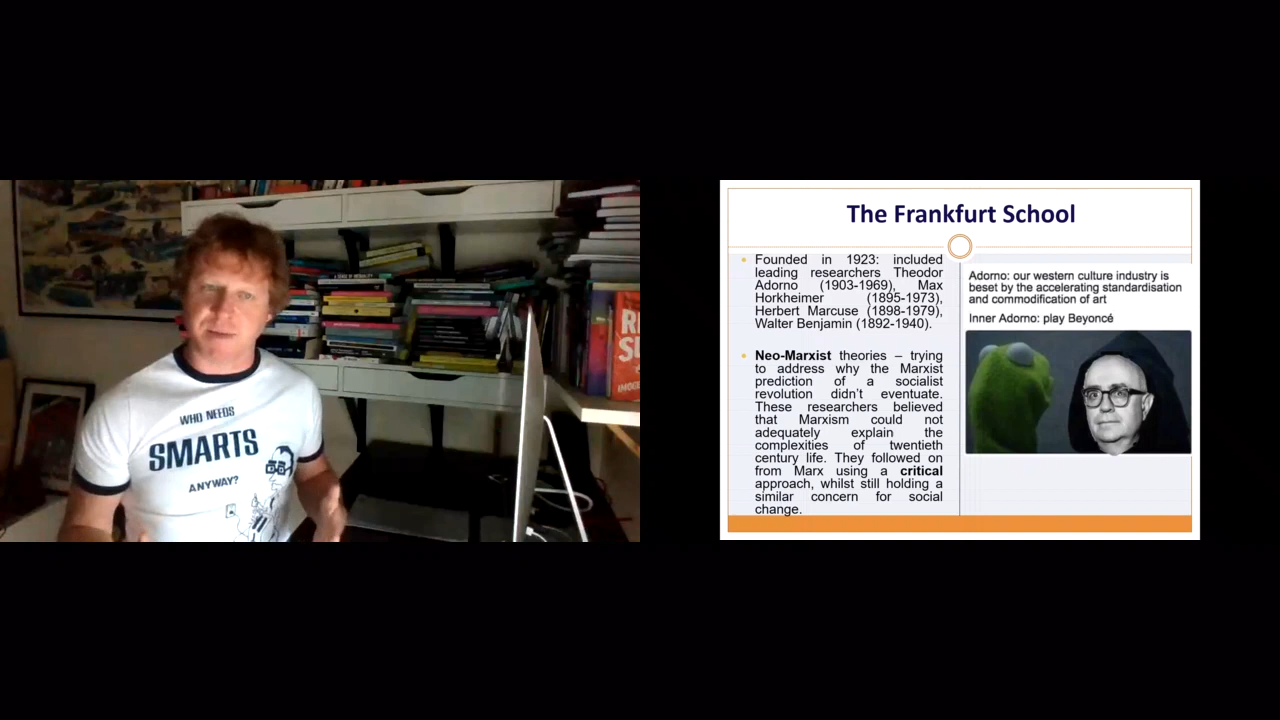 WHO NEEDS
SMARTS
ANYWAY?
The Frankfurt School
Founded in 1923: included
leading researchers Theodor
Adorno (1903-1969), Max
Horkheimer (1895-1973),
Herbert Marcuse (1898-1979),
Walter Benjamin (1892-1940).
Neo-Marxist theories – trying
to address why the Marxist
prediction of a socialist
revolution didn't eventuate.
These researchers believed
that Marxism could not
adequately explain the
complexities of twentieth
century life. They followed on
from Marx using a critical
approach, whilst still holding a
similar concern for social
change.
Adorno: our western culture industry is
beset by the accelerating standardisation
and commodification of art
Inner Adorno: play Beyoncé